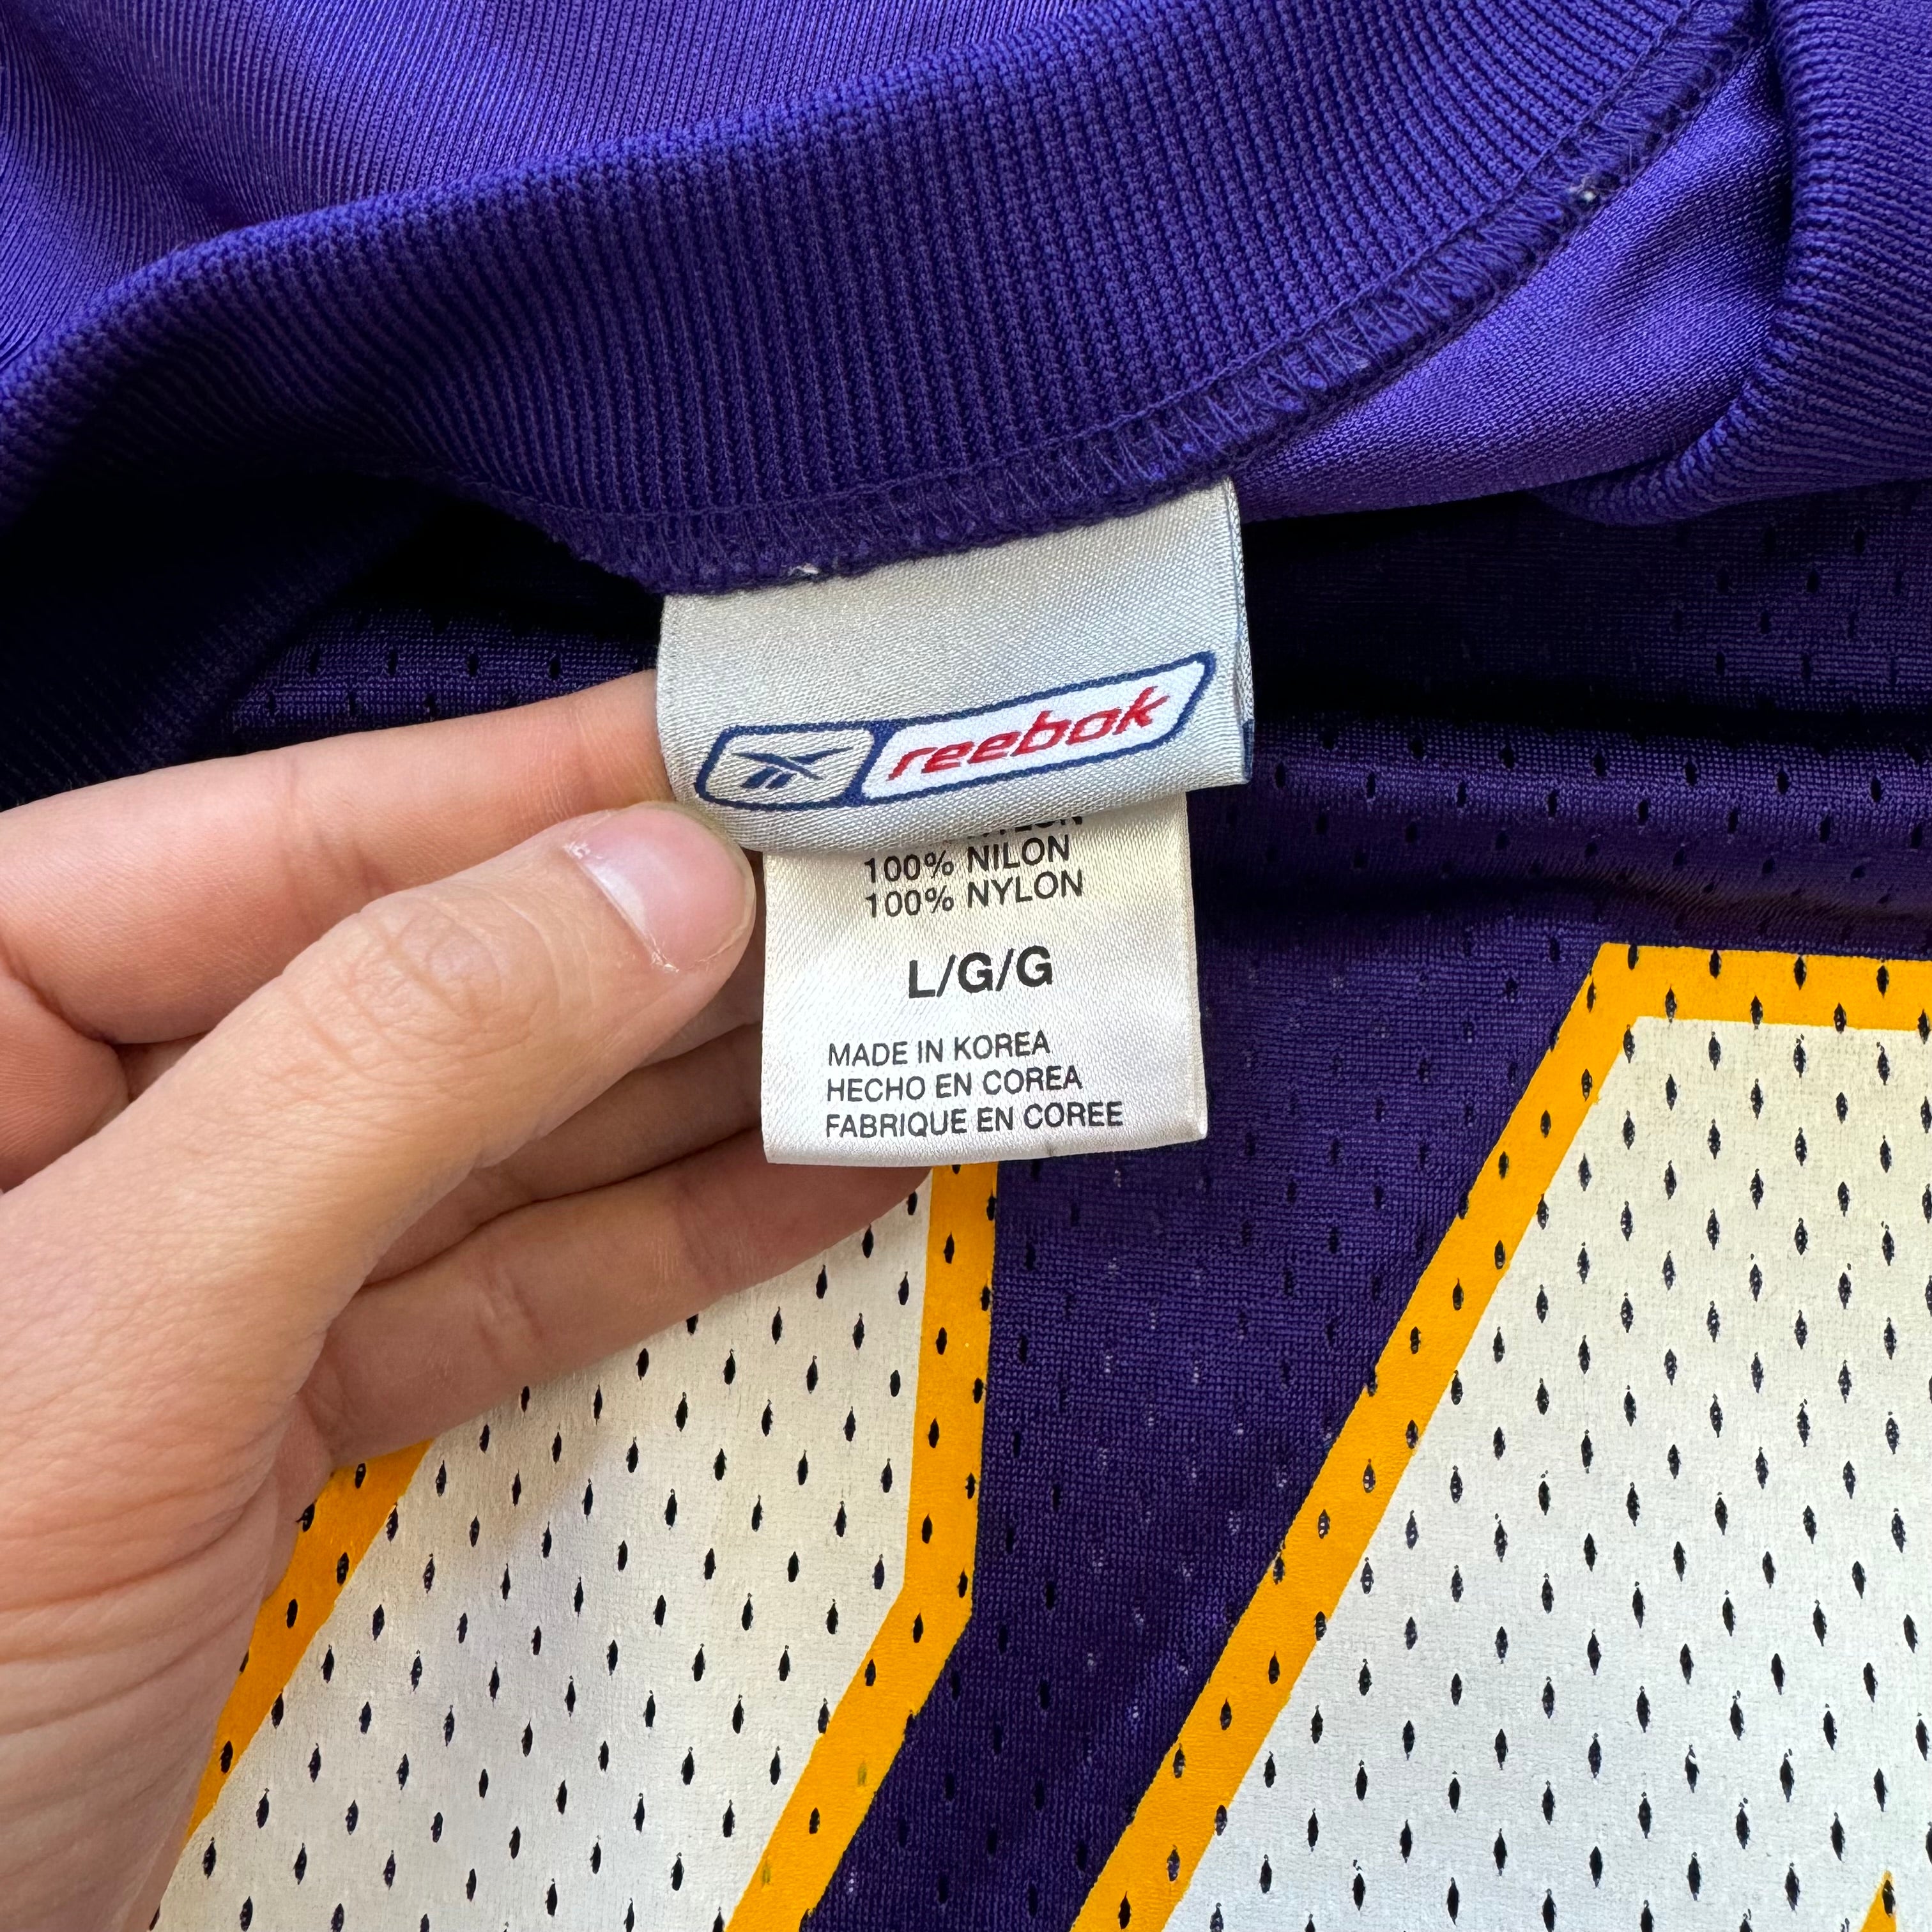 reebok
100% NILON
100% NYLON
L/G/G
MADE IN KOREA
HECHO EN COREA
FABRIQUE EN COREE